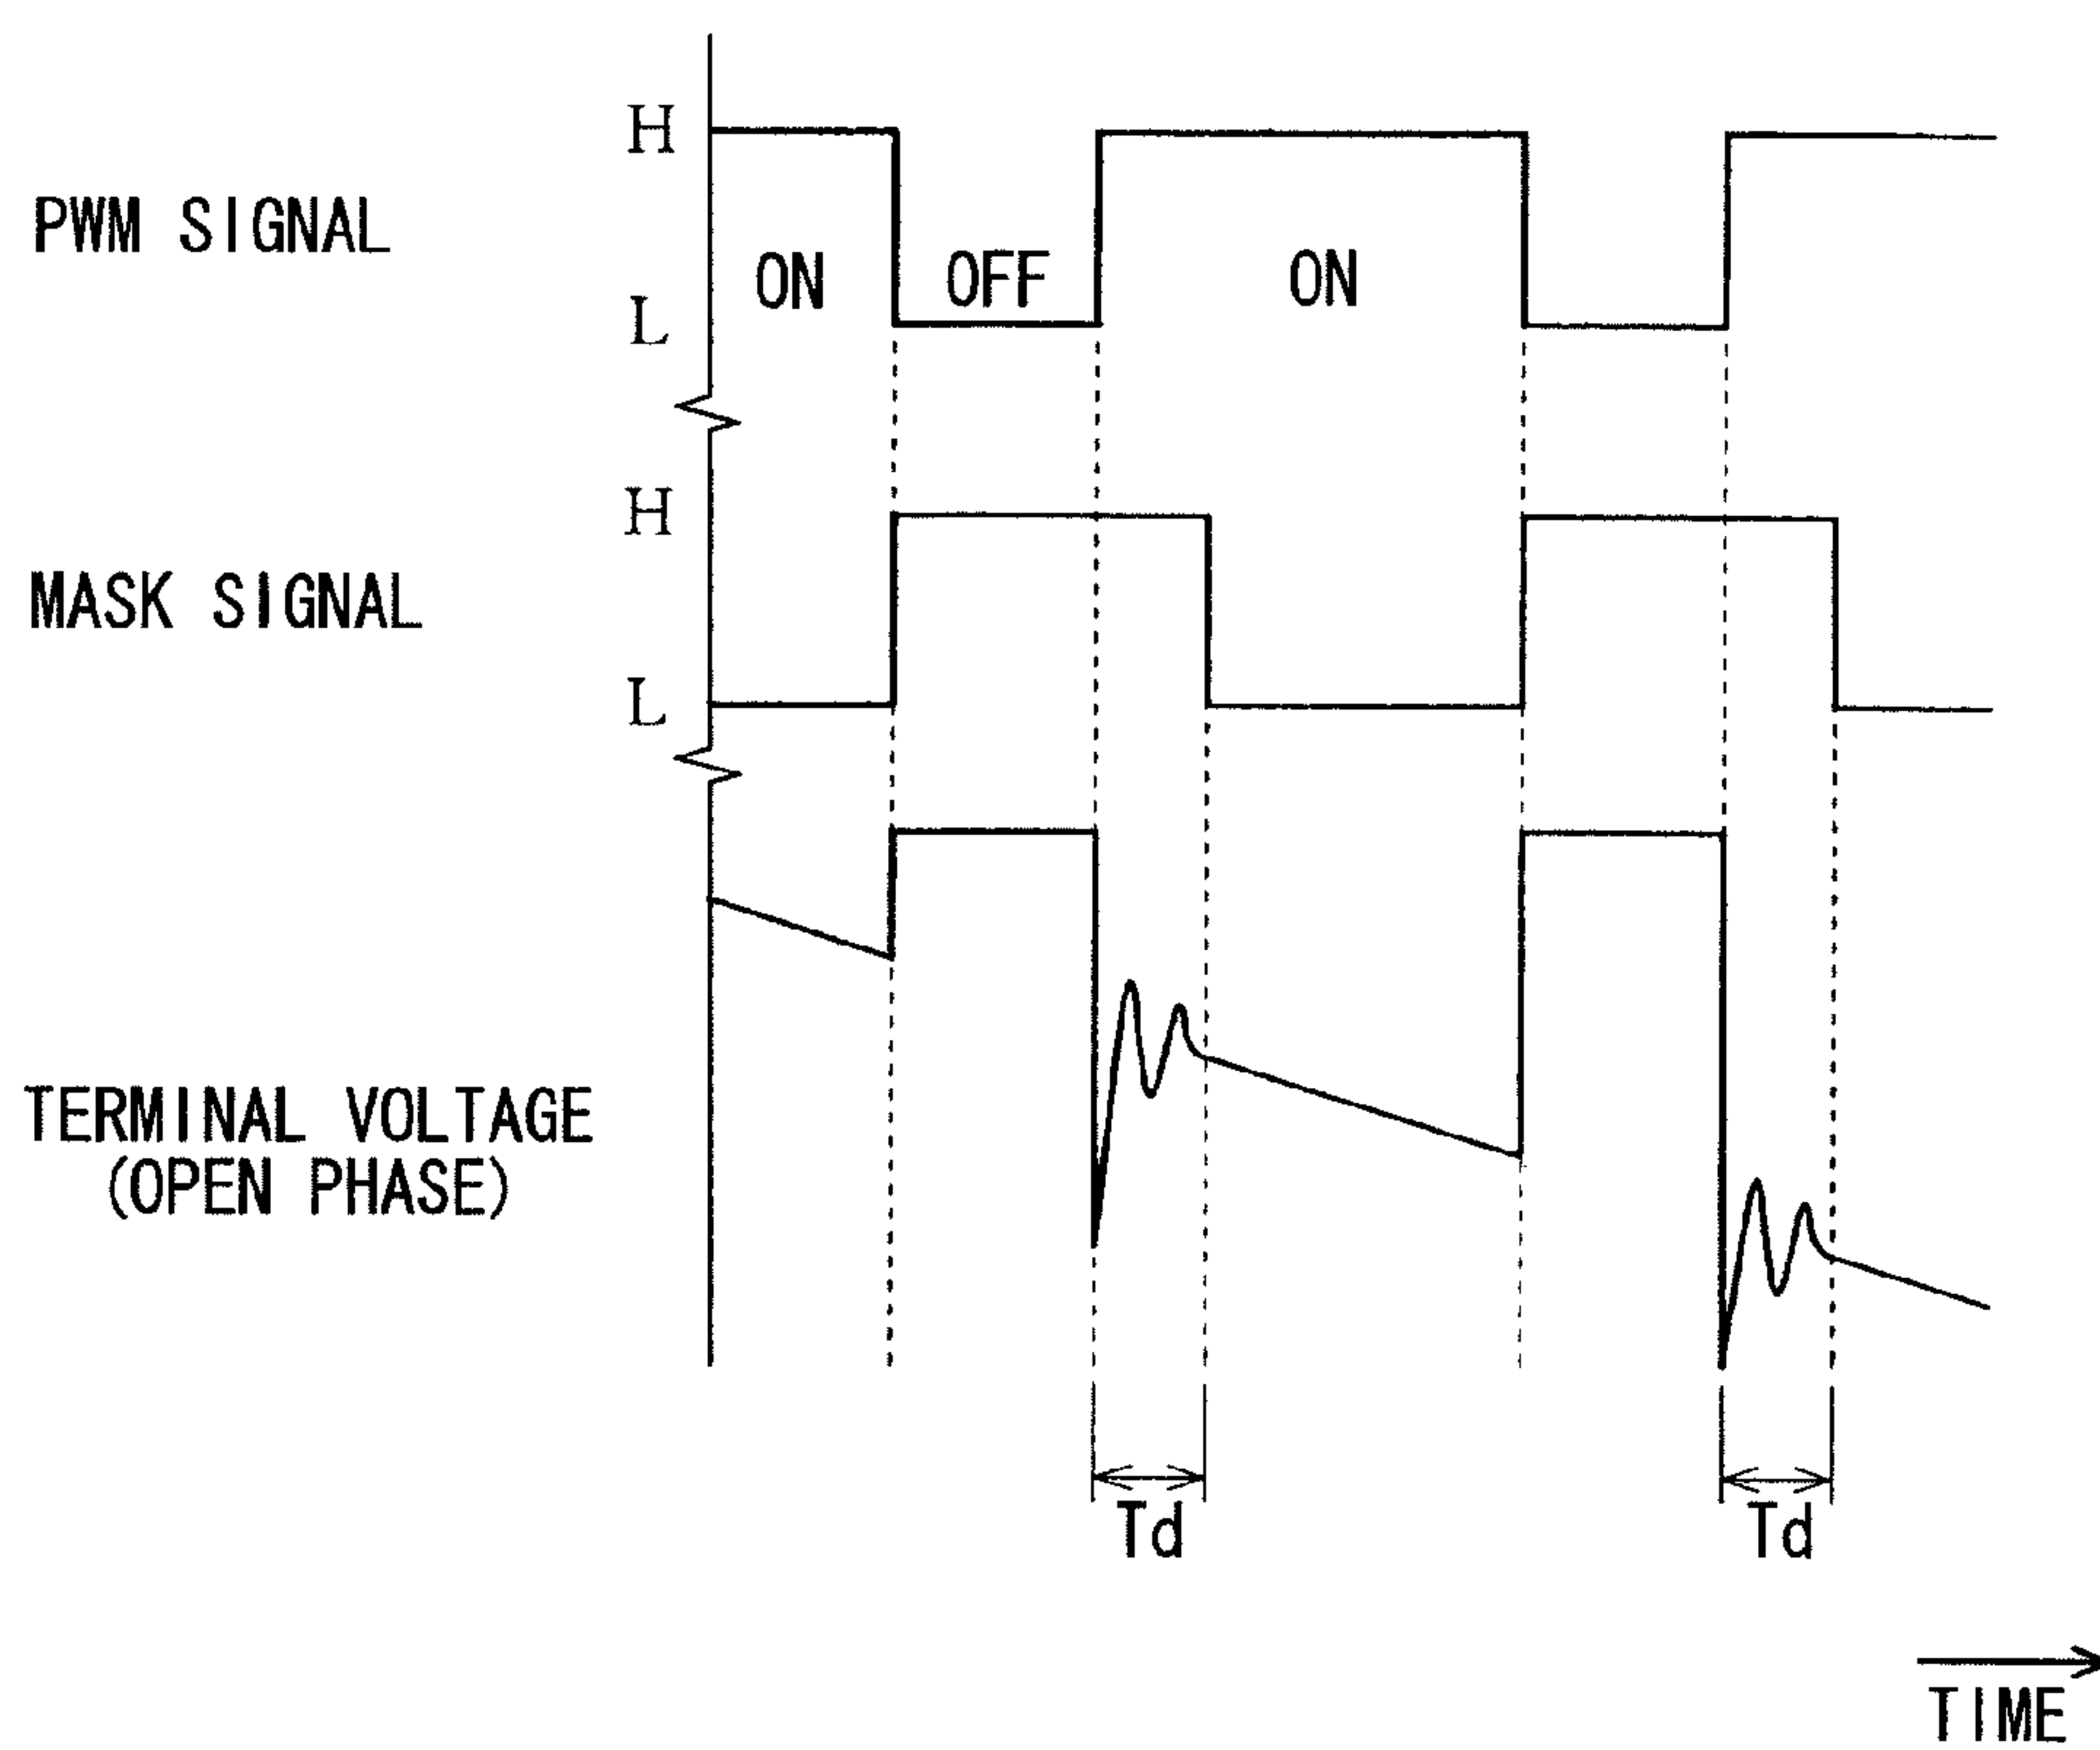 H
PWM SIGNAL
ON OFF ON
L
H
MASK SIGNAL
L
TERMINAL VOLTAGE
(OPEN PHASE)
Td Td
TIME